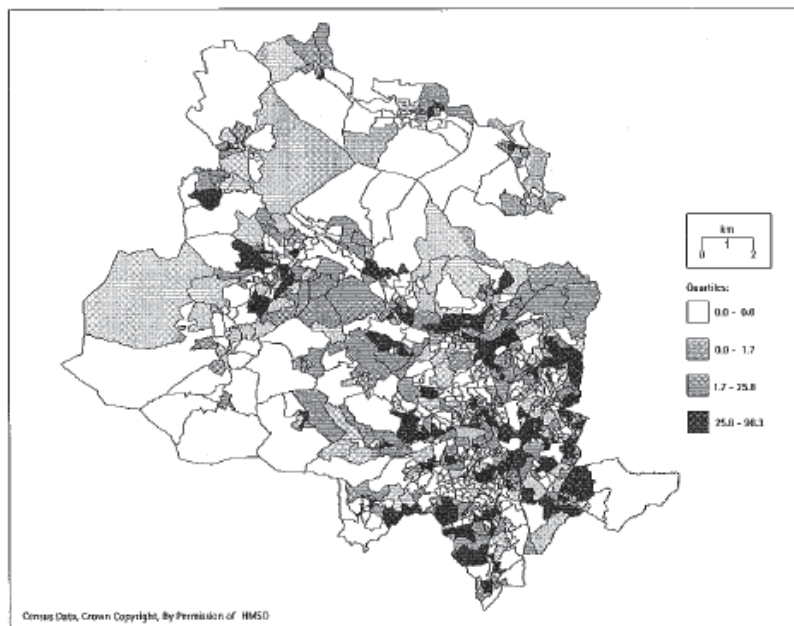 km
0 1 2
Quartiles:
0.0 - 0.0
0.0 - 1.7
1.7 - 25.8
25.8 - 96.3
Census Data, Crown Copyright, By Permission of HMSO